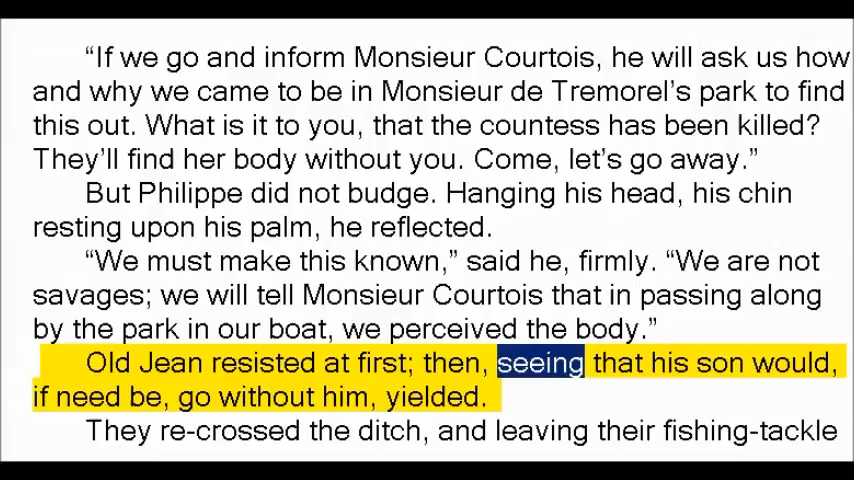 “If we go and inform Monsieur Courtois, he will ask us how
and why we came to be in Monsieur de Tremorel’s park to find
this out. What is it to you, that the countess has been killed?
They’ll find her body without you. Come, let’s go away.”
But Philippe did not budge. Hanging his head, his chin
resting upon his palm, he reflected.
“We must make this known,” said he, firmly. “We are not
savages; we will tell Monsieur Courtois that in passing along
by the park in our boat, we perceived the body.”
Old Jean resisted at first; then, seeing that his son would,
if need be, go without him, yielded.
They re-crossed the ditch, and leaving their fishing-tackle